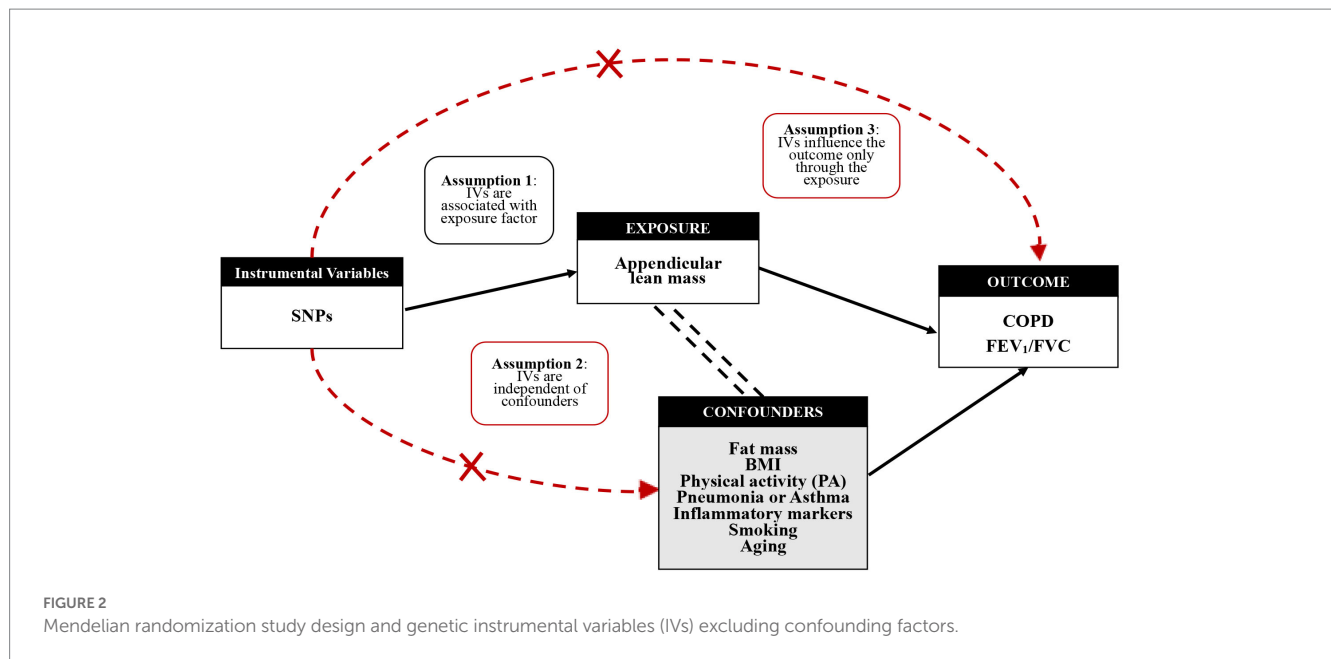 Assumption 3:
IVs influence the
outcome only
through the
exposure
Assumption 1:
IVs are
associated with
exposure factor
EXPOSURE
Appendicular
lean mass
Instrumental Variables
SNPs
OUTCOME
COPD
FEV₁/FVC
Assumption 2:
IVs are
independent of
confounders
CONFOUNDERS
Fat mass
BMI
Physical activity (PA)
Pneumonia or Asthma
Inflammatory markers
Smoking
Aging
FIGURE 2
Mendelian randomization study design and genetic instrumental variables (IVs) excluding confounding factors.